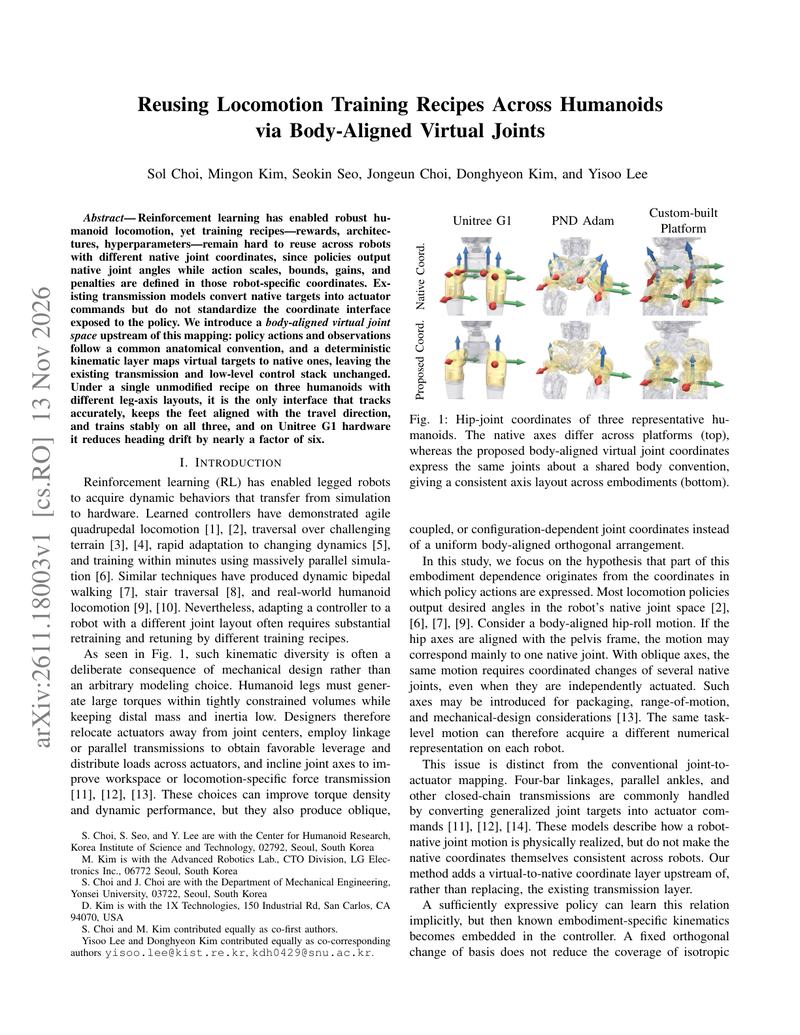 Reusing Locomotion Training Recipes Across Humanoids
via Body-Aligned Virtual Joints
Sol Choi, Mingon Kim, Seokin Seo, Jongeun Choi, Donghyeon Kim, and Yisoo Lee
arXiv:2611.18003v1 [cs.RO] 13 Nov 2026
Abstract—Reinforcement learning has enabled robust hu-
manoid locomotion, yet training recipes—rewards, architec-
tures, hyperparameters—remain hard to reuse across robots
with different native joint coordinates, since policies output
native joint angles while action scales, bounds, gains, and
penalties are defined in those robot-specific coordinates. Ex-
isting transmission models convert native targets into actuator
commands but do not standardize the coordinate interface
exposed to the policy. We introduce a body-aligned virtual joint
space upstream of this mapping: policy actions and observations
follow a common anatomical convention, and a deterministic
kinematic layer maps virtual targets to native ones, leaving the
existing transmission and low-level control stack unchanged.
Under a single unmodified recipe on three humanoids with
different leg-axis layouts, it is the only interface that tracks
accurately, keeps the feet aligned with the travel direction,
and trains stably on all three, and on Unitree G1 hardware
it reduces heading drift by nearly a factor of six.
I. INTRODUCTION
Reinforcement learning (RL) has enabled legged robots
to acquire dynamic behaviors that transfer from simulation
to hardware. Learned controllers have demonstrated agile
quadrupedal locomotion [1], [2], traversal over challenging
terrain [3], [4], rapid adaptation to changing dynamics [5],
and training within minutes using massively parallel simula-
tion [6]. Similar techniques have produced dynamic bipedal
walking [7], stair traversal [8], and real-world humanoid
locomotion [9], [10]. Nevertheless, adapting a controller to a
robot with a different joint layout often requires substantial
retraining and retuning by different training recipes.
As seen in Fig. 1, such kinematic diversity is often a
deliberate consequence of mechanical design rather than
an arbitrary modeling choice. Humanoid legs must gener-
ate large torques within tightly constrained volumes while
keeping distal mass and inertia low. Designers therefore
relocate actuators away from joint centers, employ linkage
or parallel transmissions to obtain favorable leverage and
distribute loads across actuators, and incline joint axes to im-
prove workspace or locomotion-specific force transmission
[11], [12], [13]. These choices can improve torque density
and dynamic performance, but they also produce oblique,
S. Choi, S. Seo, and Y. Lee are with the Center for Humanoid Research,
Korea Institute of Science and Technology, 02792, Seoul, South Korea
M. Kim is with the Advanced Robotics Lab., CTO Division, LG Elec-
tronics Inc., 06772 Seoul, South Korea
S. Choi and J. Choi are with the Department of Mechanical Engineering,
Yonsei University, 03722, Seoul, South Korea
D. Kim is with the 1X Technologies, 150 Industrial Rd, San Carlos, CA
94070, USA
S. Choi and M. Kim contributed equally as co-first authors.
Yisoo Lee and Donghyeon Kim contributed equally as co-corresponding
authors yisoo.lee@kist.re.kr, kdh0429@snu.ac.kr.
Unitree G1
PND Adam
Custom-built
Platform
Native Coord.
Proposed Coord.
Fig. 1: Hip-joint coordinates of three representative hu-
manoids. The native axes differ across platforms (top),
whereas the proposed body-aligned virtual joint coordinates
express the same joints about a shared body convention,
giving a consistent axis layout across embodiments (bottom).
coupled, or configuration-dependent joint coordinates instead
of a uniform body-aligned orthogonal arrangement.
In this study, we focus on the hypothesis that part of this
embodiment dependence originates from the coordinates in
which policy actions are expressed. Most locomotion policies
output desired angles in the robot's native joint space [2],
[6], [7], [9]. Consider a body-aligned hip-roll motion. If the
hip axes are aligned with the pelvis frame, the motion may
correspond mainly to one native joint. With oblique axes, the
same motion requires coordinated changes of several native
joints, even when they are independently actuated. Such
axes may be introduced for packaging, range-of-motion,
and mechanical-design considerations [13]. The same task-
level motion can therefore acquire a different numerical
representation on each robot.
This issue is distinct from the conventional joint-to-
actuator mapping. Four-bar linkages, parallel ankles, and
other closed-chain transmissions are commonly handled
by converting generalized joint targets into actuator com-
mands [11], [12], [14]. These models describe how a robot-
native joint motion is physically realized, but do not make the
native coordinates themselves consistent across robots. Our
method adds a virtual-to-native coordinate layer upstream of,
rather than replacing, the existing transmission layer.
A sufficiently expressive policy can learn this relation
implicitly, but then known embodiment-specific kinematics
becomes embedded in the controller. A fixed orthogonal
change of basis does not reduce the coverage of isotropic